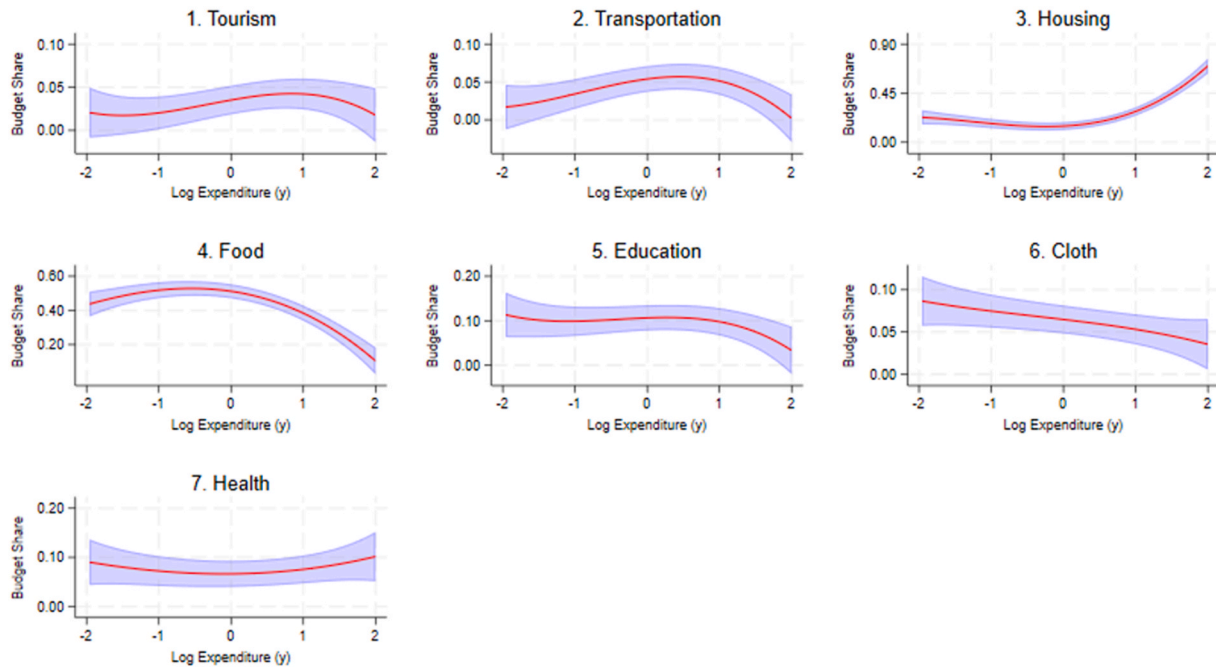 1. Tourism
Budget Share
0.10
0.05
0.00
-2 -1 0 1 2
Log Expenditure (y)
2. Transportation
Budget Share
0.10
0.05
0.00
-2 -1 0 1 2
Log Expenditure (y)
3. Housing
Budget Share
0.90
0.45
0.00
-2 -1 0 1 2
Log Expenditure (y)
4. Food
Budget Share
0.60
0.40
0.20
-2 -1 0 1 2
Log Expenditure (y)
5. Education
Budget Share
0.20
0.10
0.00
-2 -1 0 1 2
Log Expenditure (y)
6. Cloth
Budget Share
0.10
0.05
0.00
-2 -1 0 1 2
Log Expenditure (y)
7. Health
Budget Share
0.20
0.10
0.00
-2 -1 0 1 2
Log Expenditure (y)